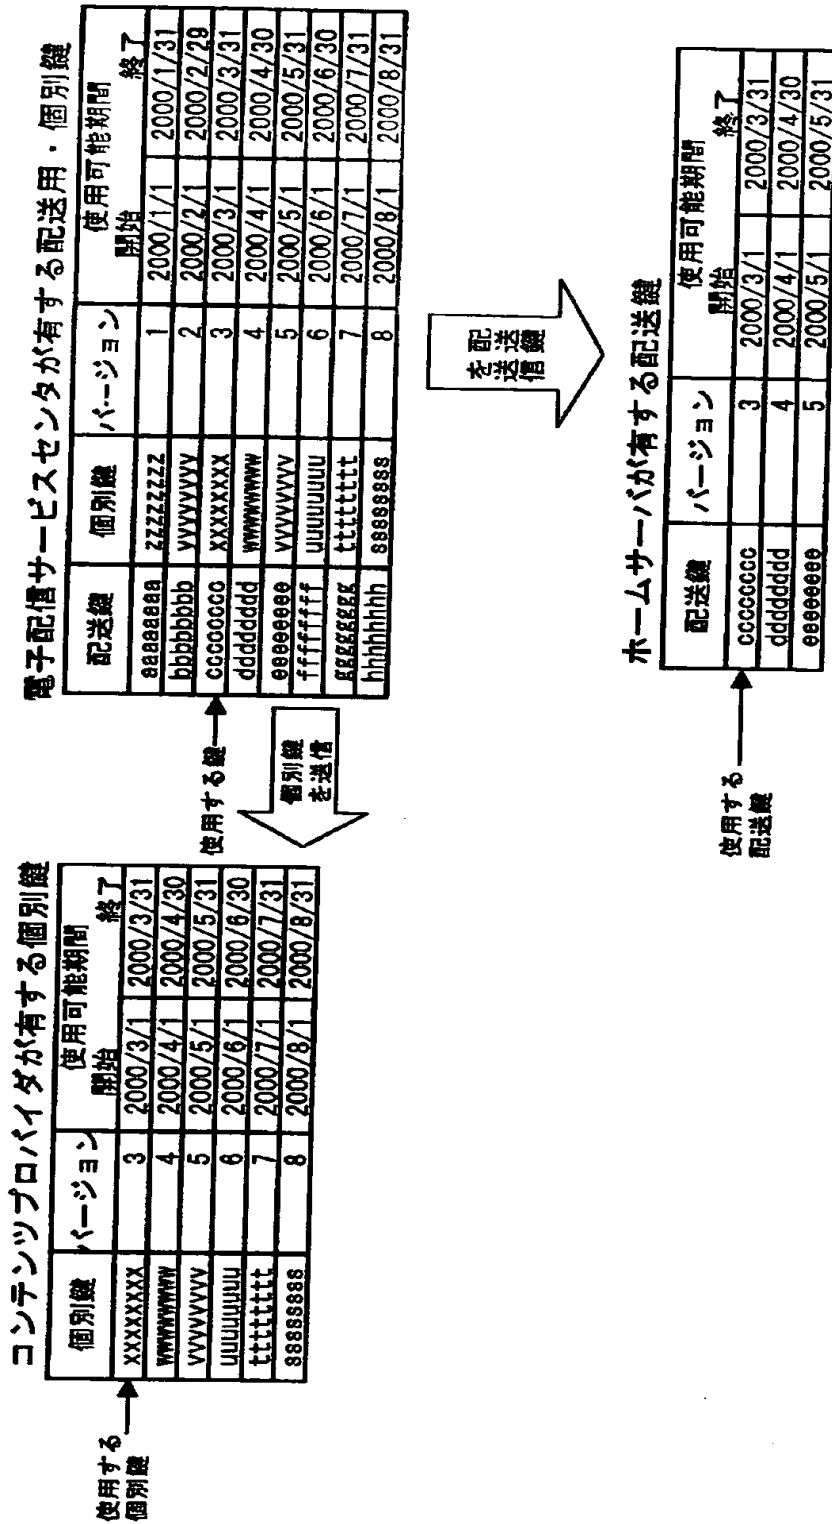 電子配信サービスセンタが有する配送用・個別鍵
配送鍵 個別鍵 バージョン 使用可能期間
開始 終了
aaaaaaaa zzzzzzzz 1 2000/1/1 2000/1/31
bbbbbbbb yyyyyyyy 2 2000/2/1 2000/2/29
cccccccc xxxxxxxx 3 2000/3/1 2000/3/31
dddddddd wwwwwwww 4 2000/4/1 2000/4/30
eeeeeeee vvvvvvvv 5 2000/5/1 2000/5/31
ffffffff uuuuuuuu 6 2000/6/1 2000/6/30
gggggggg tttttttt 7 2000/7/1 2000/7/31
hhhhhhhh ssssssss 8 2000/8/1 2000/8/31
使用する鍵
個別鍵
を送信
配送鍵
を送信
コンテンツプロバイダが有する個別鍵
個別鍵 バージョン 使用可能期間
開始 終了
xxxxxxxx 3 2000/3/1 2000/3/31
wwwwwwww 4 2000/4/1 2000/4/30
vvvvvvvv 5 2000/5/1 2000/5/31
uuuuuuuu 6 2000/6/1 2000/6/30
tttttttt 7 2000/7/1 2000/7/31
ssssssss 8 2000/8/1 2000/8/31
使用する
個別鍵
ホームサーバが有する配送鍵
配送鍵 バージョン 使用可能期間
開始 終了
cccccccc 3 2000/3/1 2000/3/31
dddddddd 4 2000/4/1 2000/4/30
eeeeeeee 5 2000/5/1 2000/5/31
使用する
配送鍵